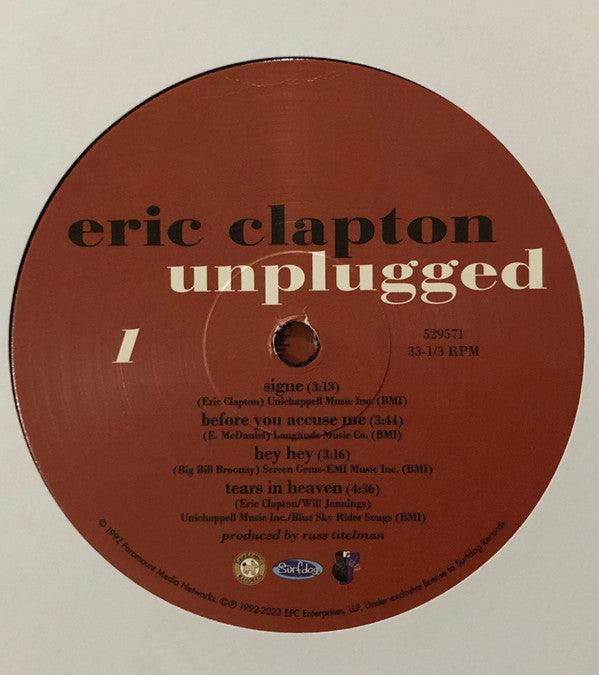 eric clapton
unplugged
1
529571
33-1/3 RPM
signe (3:13)
(Eric Clapton) Unichappell Music Inc. (BMI)
before you accuse me (3:44)
(E. McDaniel) Longitude Music Co. (BMI)
hey hey (3:16)
(Big Bill Broonzy) Screen Gems-EMI Music Inc. (BMI)
tears in heaven (4:36)
(Eric Clapton/Will Jennings)
Unichappell Music Inc./Blue Sky Rider Songs (BMI)
produced by russ titelman
Surfdog
© 1992 Paramount Media Networks. ©℗ 1992-2023 EPC Enterprises, LLP. Under exclusive license to Surfdog Records.